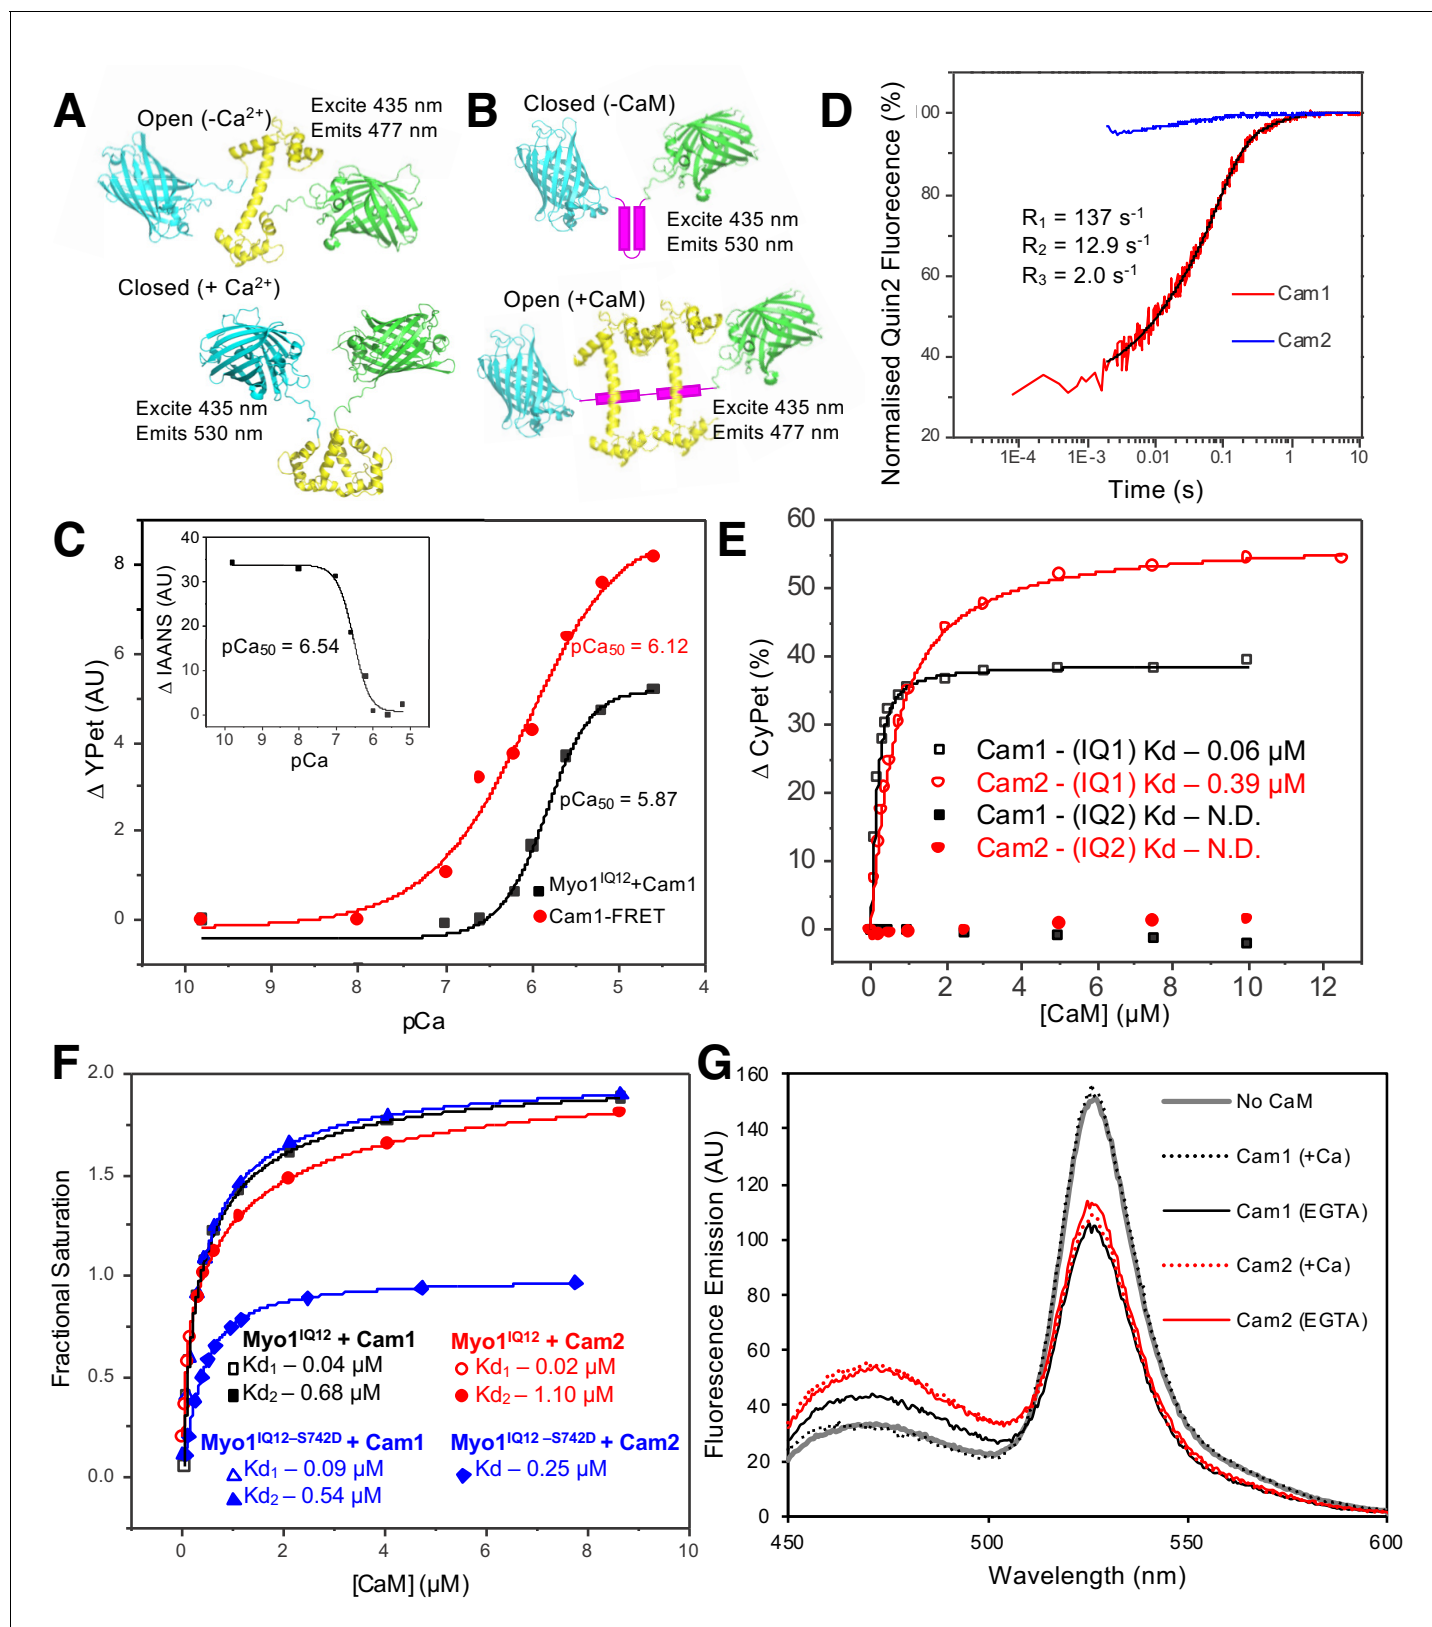 A
Open (-Ca²⁺)
Excite 435 nm
Emits 477 nm
Closed (+ Ca²⁺)
Excite 435 nm
Emits 530 nm
B
Closed (-CaM)
Excite 435 nm
Emits 530 nm
Open (+CaM)
Excite 435 nm
Emits 477 nm
D
Normalised Quin2 Fluorecence (%)
100
80
60
40
20
R₁ = 137 s⁻¹
R₂ = 12.9 s⁻¹
R₃ = 2.0 s⁻¹
Cam1
Cam2
1E-4 1E-3 0.01 0.1 1 10
Time (s)
C
Δ YPet (AU)
8
6
4
2
0
10 9 8 7 6 5 4
pCa
Δ IAANS (AU)
40
30
20
10
0
pCa₅₀ = 6.54
10 9 8 7 6 5
pCa
pCa₅₀ = 6.12
pCa₅₀ = 5.87
Myo1ᴵQ¹²+Cam1
Cam1-FRET
E
Δ CyPet (%)
60
50
40
30
20
10
0
Cam1 - (IQ1) Kd – 0.06 µM
Cam2 - (IQ1) Kd – 0.39 µM
Cam1 - (IQ2) Kd – N.D.
Cam2 - (IQ2) Kd – N.D.
0 2 4 6 8 10 12
[CaM] (µM)
F
Fractional Saturation
2.0
1.5
1.0
0.5
0.0
Myo1ᴵQ¹² + Cam1
Kd₁ – 0.04 µM
Kd₂ – 0.68 µM
Myo1ᴵQ¹² + Cam2
Kd₁ – 0.02 µM
Kd₂ – 1.10 µM
Myo1ᴵQ¹²⁻S⁷⁴²D + Cam1
Kd₁ – 0.09 µM
Kd₂ – 0.54 µM
Myo1ᴵQ¹² ⁻S⁷⁴²D + Cam2
Kd – 0.25 µM
0 2 4 6 8 10
[CaM] (µM)
G
Fluorescence Emission (AU)
160
140
120
100
80
60
40
20
0
No CaM
Cam1 (+Ca)
Cam1 (EGTA)
Cam2 (+Ca)
Cam2 (EGTA)
450 500 550 600
Wavelength (nm)